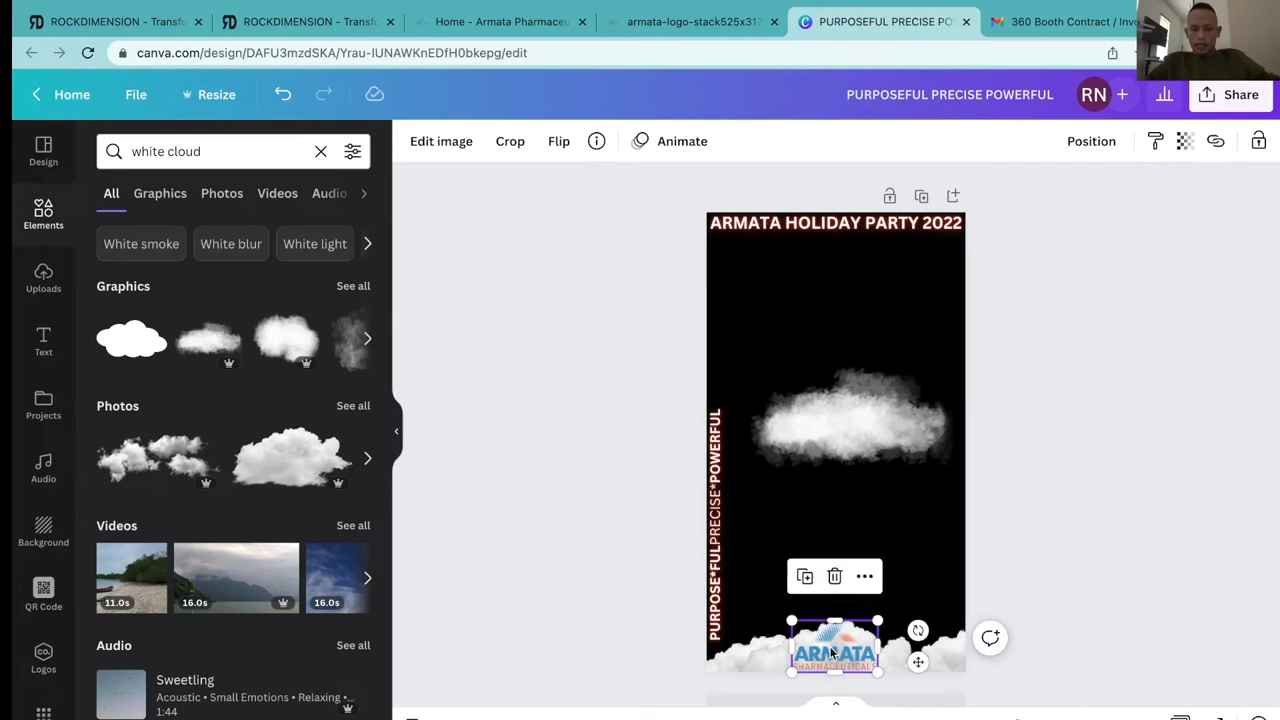 ROCKDIMENSION - Transfo
ROCKDIMENSION - Transfo
Home - Armata Pharmaceu
armata-logo-stack525x317
PURPOSEFUL PRECISE PO
360 Booth Contract / Inv
canva.com/design/DAFU3mzdSKA/Yrau-IUNAWKnEDfH0bkepg/edit
Home
File
Resize
PURPOSEFUL PRECISE POWERFUL
RN
Share
Design
Elements
Uploads
Text
Projects
Audio
Background
QR Code
Logos
white cloud
All
Graphics
Photos
Videos
Audio
White smoke
White blur
White light
Graphics
See all
Photos
See all
Videos
See all
11.0s
16.0s
16.0s
Audio
Sweetling
Acoustic • Small Emotions • Relaxing •...
1:44
Edit image
Crop
Flip
Animate
Position
ARMATA HOLIDAY PARTY 2022
PURPOSE*FULPRECISE*POWERFUL
ARMATA
PHARMACEUTICALS